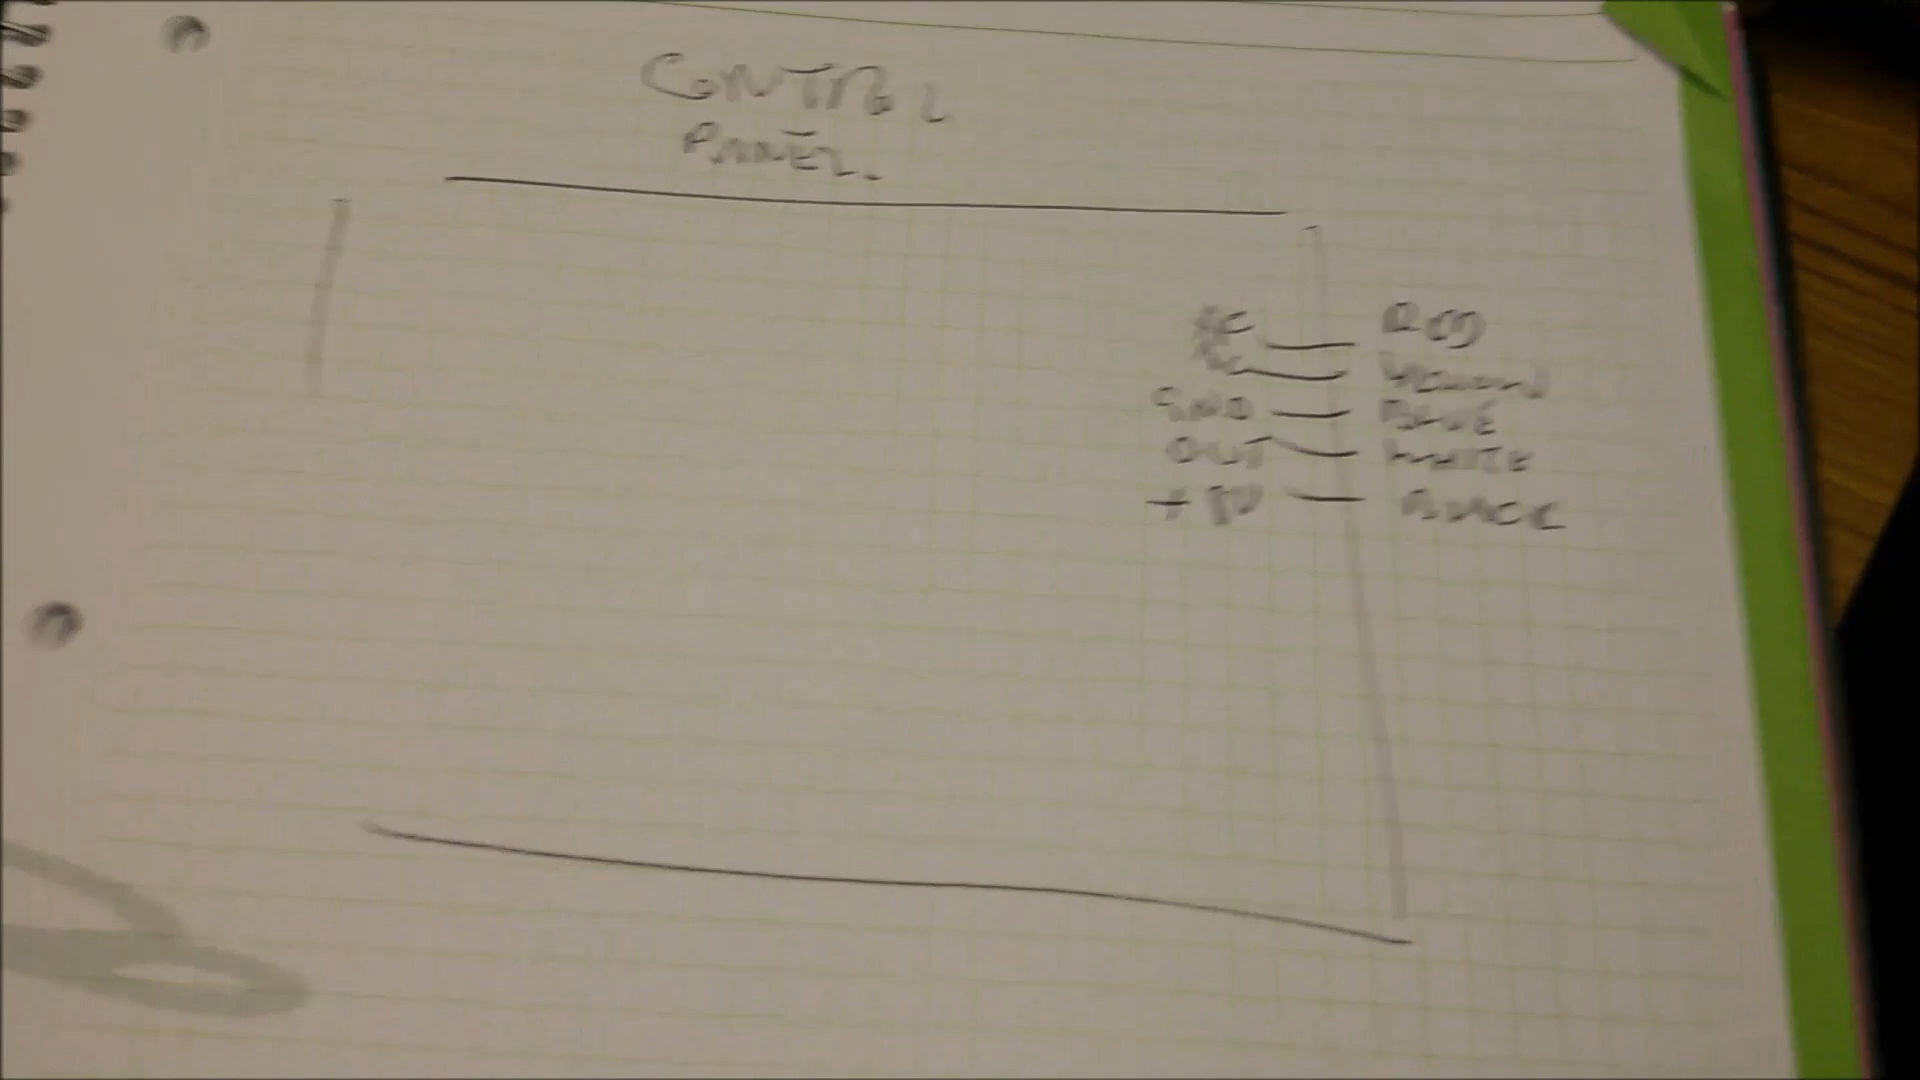 CONTROL
PANEL.
RED
YELLOW
GND BLUE
OUT WHITE
BLACK